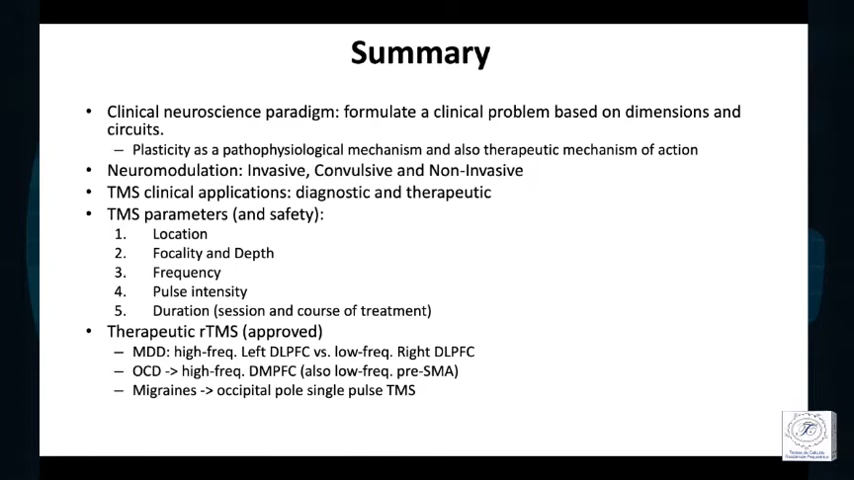 Summary
• Clinical neuroscience paradigm: formulate a clinical problem based on dimensions and
circuits.
– Plasticity as a pathophysiological mechanism and also therapeutic mechanism of action
• Neuromodulation: Invasive, Convulsive and Non-Invasive
• TMS clinical applications: diagnostic and therapeutic
• TMS parameters (and safety):
1. Location
2. Focality and Depth
3. Frequency
4. Pulse intensity
5. Duration (session and course of treatment)
• Therapeutic rTMS (approved)
– MDD: high-freq. Left DLPFC vs. low-freq. Right DLPFC
– OCD -> high-freq. DMPFC (also low-freq. pre-SMA)
– Migraines -> occipital pole single pulse TMS